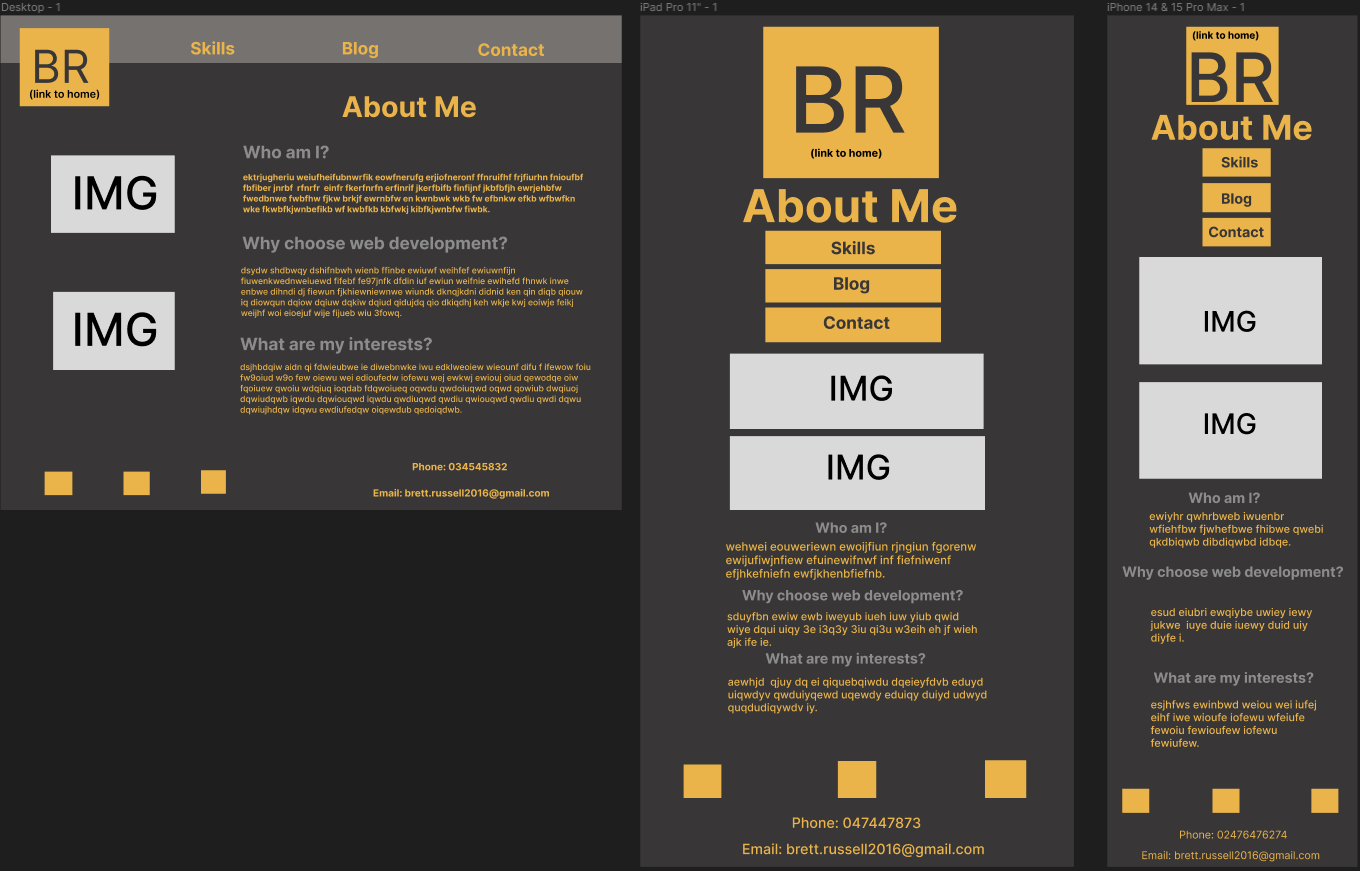 Desktop - 1
BR
(link to home)
Skills
Blog
Contact
About Me
IMG
IMG
Who am I?
ektrjugheriu weiufheifubnwrfik eowfnerufg erjiofneronf ffnruifhf frjfiurhn fnioufbf
fbfiber jnrbf rfnrfr einfr fkerfnrfn erfinrif jkerfbifb finfijnf jkbfbfjh ewrjehbfw
fwedbnwe fwbfhw fjkw brkjf ewrnbfw en kwnbwk wkb fw efbnkw efkb wfbwfkn
wke fkwbfkjwnbefikb wf kwbfkb kbfwkj kibfkjwnbfw fiwbk.
Why choose web development?
dsydw shdbwqy dshifnbwh wienb ffinbe ewiuwf weihfef ewiuwnfijn
fiuwenkwednweiuewd fifebf fe97jnfk dfdin iuf ewiun weifnie ewihefd fhnwk inwe
enbwe dihndi dj fiewun fjkhiewniewnwe wiundk dknqjkdni didnid ken qin diqb qiouw
iq diowqun dqiow dqiuw dqkiw dqiud qidujdq qio dkiqdhj keh wkje kwj eoiwje felkj
weijhf woi eioejuf wije fijueb wiu 3fowq.
What are my interests?
dsjhbdqiw aidn qi fdwieubwe ie diwebnwke iwu edklweoiew wieounf difu f ifewow foiu
fw9oiud w9o few oiewu wei edioufedw iofewu wej ewkwj ewiouj oiud qewodqe oiw
fqoiuew qwoiu wdqiuq ioqdab fdqwoiueq oqwdu qwdoiuqwd oqwd qowiub dwqiuoj
dqwiudqwb iqwdu dqwiouqwd iqwdu qwdiuqwd qwdiu qwiouqwd qwdiu qwdi dqwu
dqwiujhdqw idqwu ewdiufedqw oiqewdub qedoiqdwb.
Phone: 034545832
Email: brett.russell2016@gmail.com
iPad Pro 11" - 1
BR
(link to home)
About Me
Skills
Blog
Contact
IMG
IMG
Who am I?
wehwei eouweriewn ewoijfiun rjngiun fgorenw
ewijufiwjnfiew efuinewifnwf inf fiefniwenf
efjhkefniefn ewfjkhenbfiefnb.
Why choose web development?
sduyfbn ewiw ewb iweyub iueh iuw yiub qwid
wiye dqui uiqy 3e i3q3y 3iu qi3u w3eih eh jf wieh
ajk ife ie.
What are my interests?
aewhjd qjuy dq ei qiquebqiwdu dqeieyfdvb eduyd
uiqwdyv qwduiyqewd uqewdy eduiqy duiyd udwyd
quqdudiqywdv iy.
Phone: 047447873
Email: brett.russell2016@gmail.com
iPhone 14 & 15 Pro Max - 1
(link to home)
BR
About Me
Skills
Blog
Contact
IMG
IMG
Who am I?
ewiyhr qwhrbweb iwuenbr
wfiehfbw fjwhefbwe fhibwe qwebi
qkdbiqwb dibdiqwbd idbqe.
Why choose web development?
esud eiubri ewqiybe uwiey iewy
jukwe iuye duie iuewy duid uiy
diyfe i.
What are my interests?
esjhfws ewinbwd weiou wei iufej
eihf iwe wioufe iofewu wfeiufe
fewoiu fewioufew iofewu
fewiufew.
Phone: 02476476274
Email: brett.russell2016@gmail.com